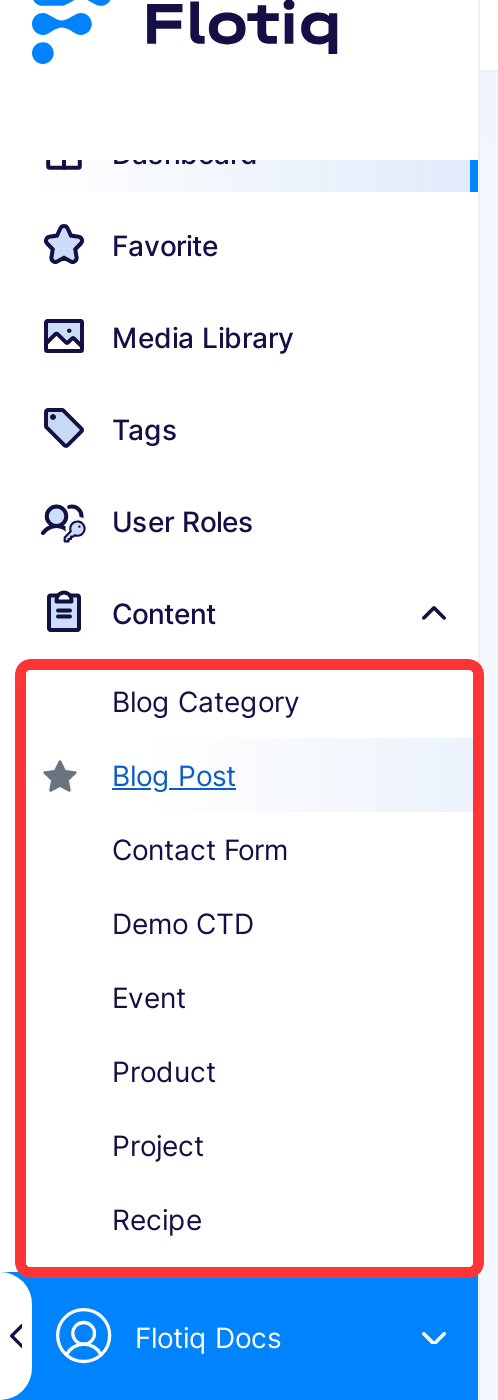 Flotiq
Dashboard
Favorite
Media Library
Tags
User Roles
Content
Blog Category
Blog Post
Contact Form
Demo CTD
Event
Product
Project
Recipe
Flotiq Docs